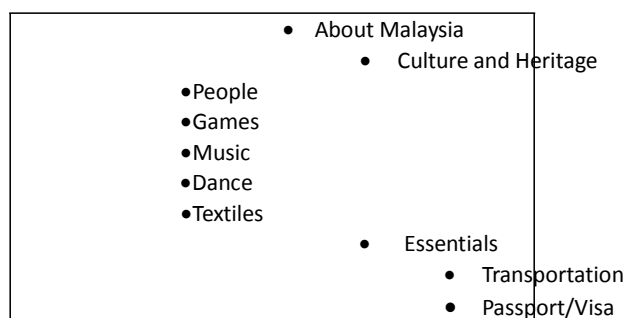 • About Malaysia
• Culture and Heritage
•People
•Games
•Music
•Dance
•Textiles
• Essentials
• Transportation
• Passport/Visa